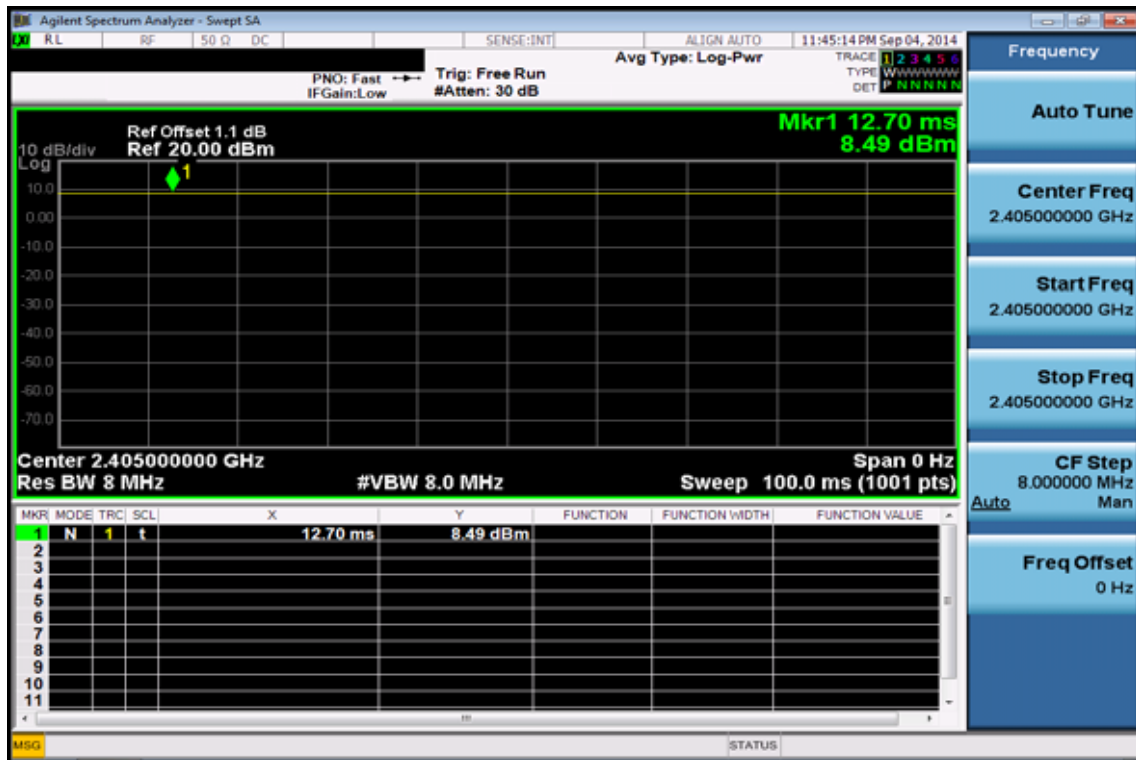 Agilent Spectrum Analyzer - Swept SA
RL RF 50 Ω DC SENSE:INT ALIGN AUTO 11:45:14 PM Sep 04, 2014
PNO: Fast Trig: Free Run Avg Type: Log-Pwr TRACE 1 2 3 4 5 6
IFGain:Low #Atten: 30 dB TYPE WWWWWW
DET P N N N N N
Ref Offset 1.1 dB Mkr1 12.70 ms
10 dB/div Ref 20.00 dBm 8.49 dBm
Log
1
10.0
0.00
-10.0
-20.0
-30.0
-40.0
-50.0
-60.0
-70.0
Center 2.405000000 GHz Span 0 Hz
Res BW 8 MHz #VBW 8.0 MHz Sweep 100.0 ms (1001 pts)
MKR MODE TRC SCL X Y FUNCTION FUNCTION WIDTH FUNCTION VALUE
1 N 1 t 12.70 ms 8.49 dBm
2
3
4
5
6
7
8
9
10
11
MSG STATUS
Frequency
Auto Tune
Center Freq
2.405000000 GHz
Start Freq
2.405000000 GHz
Stop Freq
2.405000000 GHz
CF Step
8.000000 MHz
Auto Man
Freq Offset
0 Hz